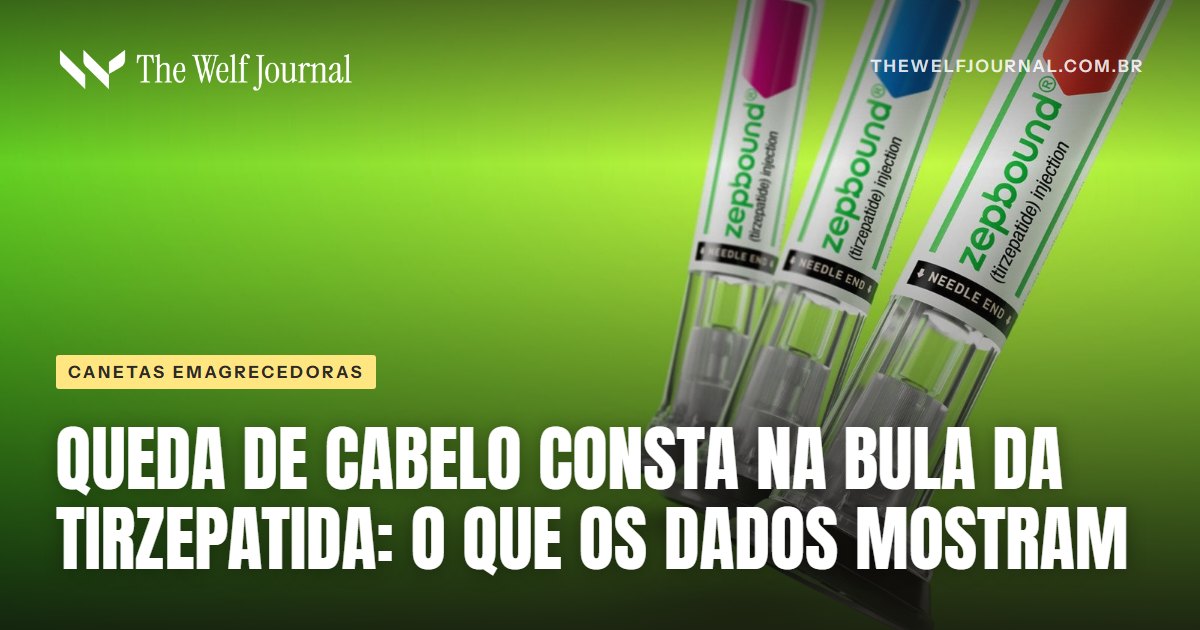 The Welf Journal
THEWELFJOURNAL.COM.BR
zepbound®
(tirzepatide) injection
NEEDLE END
zepbound®
(tirzepatide) injection
NEEDLE END
zepbound®
(tirzepatide) injection
NEEDLE END
CANETAS EMAGRECEDORAS
QUEDA DE CABELO CONSTA NA BULA DA
TIRZEPATIDA: O QUE OS DADOS MOSTRAM